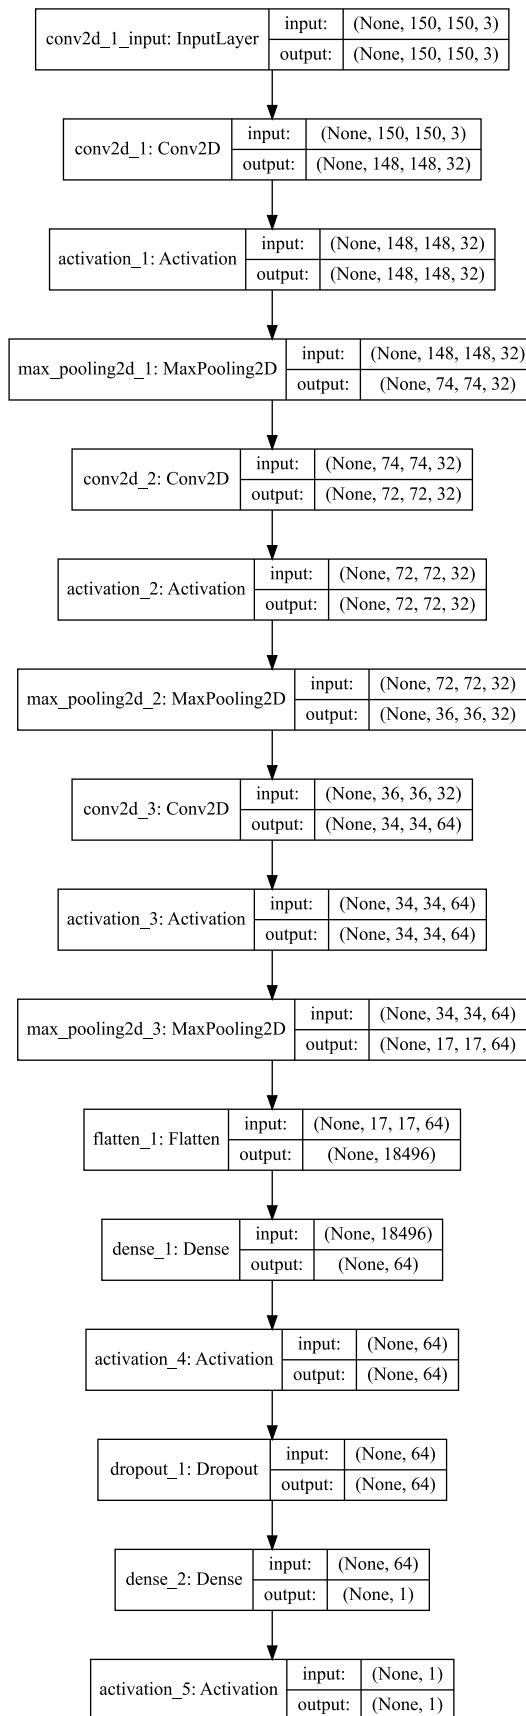 conv2d_1_input: InputLayer
input: (None, 150, 150, 3)
output: (None, 150, 150, 3)
conv2d_1: Conv2D
input: (None, 150, 150, 3)
output: (None, 148, 148, 32)
activation_1: Activation
input: (None, 148, 148, 32)
output: (None, 148, 148, 32)
max_pooling2d_1: MaxPooling2D
input: (None, 148, 148, 32)
output: (None, 74, 74, 32)
conv2d_2: Conv2D
input: (None, 74, 74, 32)
output: (None, 72, 72, 32)
activation_2: Activation
input: (None, 72, 72, 32)
output: (None, 72, 72, 32)
max_pooling2d_2: MaxPooling2D
input: (None, 72, 72, 32)
output: (None, 36, 36, 32)
conv2d_3: Conv2D
input: (None, 36, 36, 32)
output: (None, 34, 34, 64)
activation_3: Activation
input: (None, 34, 34, 64)
output: (None, 34, 34, 64)
max_pooling2d_3: MaxPooling2D
input: (None, 34, 34, 64)
output: (None, 17, 17, 64)
flatten_1: Flatten
input: (None, 17, 17, 64)
output: (None, 18496)
dense_1: Dense
input: (None, 18496)
output: (None, 64)
activation_4: Activation
input: (None, 64)
output: (None, 64)
dropout_1: Dropout
input: (None, 64)
output: (None, 64)
dense_2: Dense
input: (None, 64)
output: (None, 1)
activation_5: Activation
input: (None, 1)
output: (None, 1)